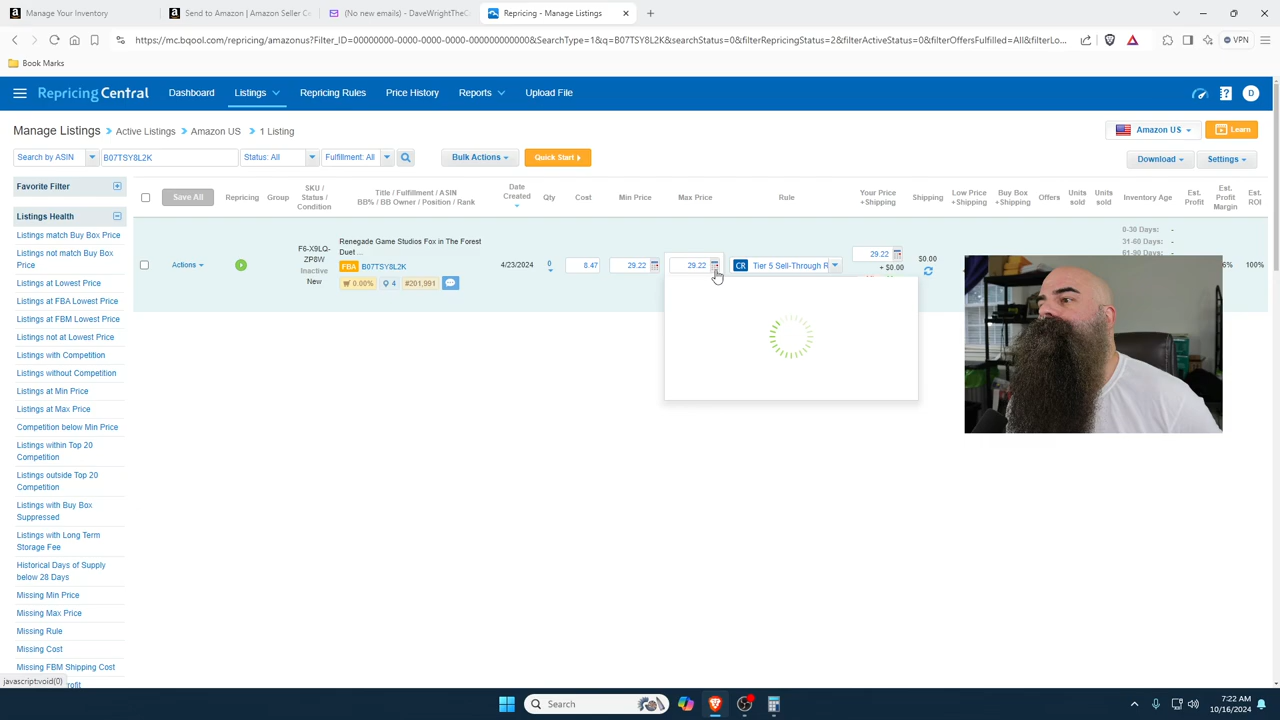 Manage Your Inventory
Send to Amazon | Amazon Seller Ce
(No new emails) - DaveWrightTheC
Repricing - Manage Listings
https://mc.bqool.com/repricing/amazonus?Filter_ID=00000000-0000-0000-0000-000000000000&SearchType=1&q=B07TSY8L2K&searchStatus=0&filterRepricingStatus=2&filterActiveStatus=0&filterOffersFulfilled=All&filterLo...
VPN
Book Marks
Repricing Central
Dashboard
Listings
Repricing Rules
Price History
Reports
Upload File
D
Manage Listings
Active Listings
Amazon US
1 Listing
Amazon US
Learn
Search by ASIN
B07TSY8L2K
Status: All
Fulfillment: All
Bulk Actions
Quick Start
Download
Settings
Favorite Filter
Listings Health
Listings match Buy Box Price
Listings not match Buy Box
Price
Listings at Lowest Price
Listings at FBA Lowest Price
Listings at FBM Lowest Price
Listings not at Lowest Price
Listings with Competition
Listings without Competition
Listings at Min Price
Listings at Max Price
Competition below Min Price
Listings within Top 20
Competition
Listings outside Top 20
Competition
Listings with Buy Box
Suppressed
Listings with Long Term
Storage Fee
Historical Days of Supply
below 28 Days
Missing Min Price
Missing Max Price
Missing Rule
Missing Cost
Missing FBM Shipping Cost
rofit
javascript:void(0)
Save All
Repricing
Group
SKU /
Status /
Condition
Title / Fulfillment / ASIN
BB% / BB Owner / Position / Rank
Date
Created
Qty
Cost
Min Price
Max Price
Rule
Your Price
+Shipping
Shipping
Low Price
+Shipping
Buy Box
+Shipping
Offers
Units
sold
Units
sold
Inventory Age
Est.
Profit
Est.
Profit
Margin
Est.
ROI
Actions
F6-X9LQ-
ZP8W
Inactive
New
Renegade Game Studios Fox in The Forest
Duet ...
FBA
B07TSY8L2K
0.00%
4
#201,991
4/23/2024
0
8.47
29.22
29.22
CR
Tier 5 Sell-Through R
29.22
+ $0.00
$0.00
0-30 Days: -
31-60 Days: -
61-90 Days: -
6%
100%
Search
7:22 AM
10/16/2024